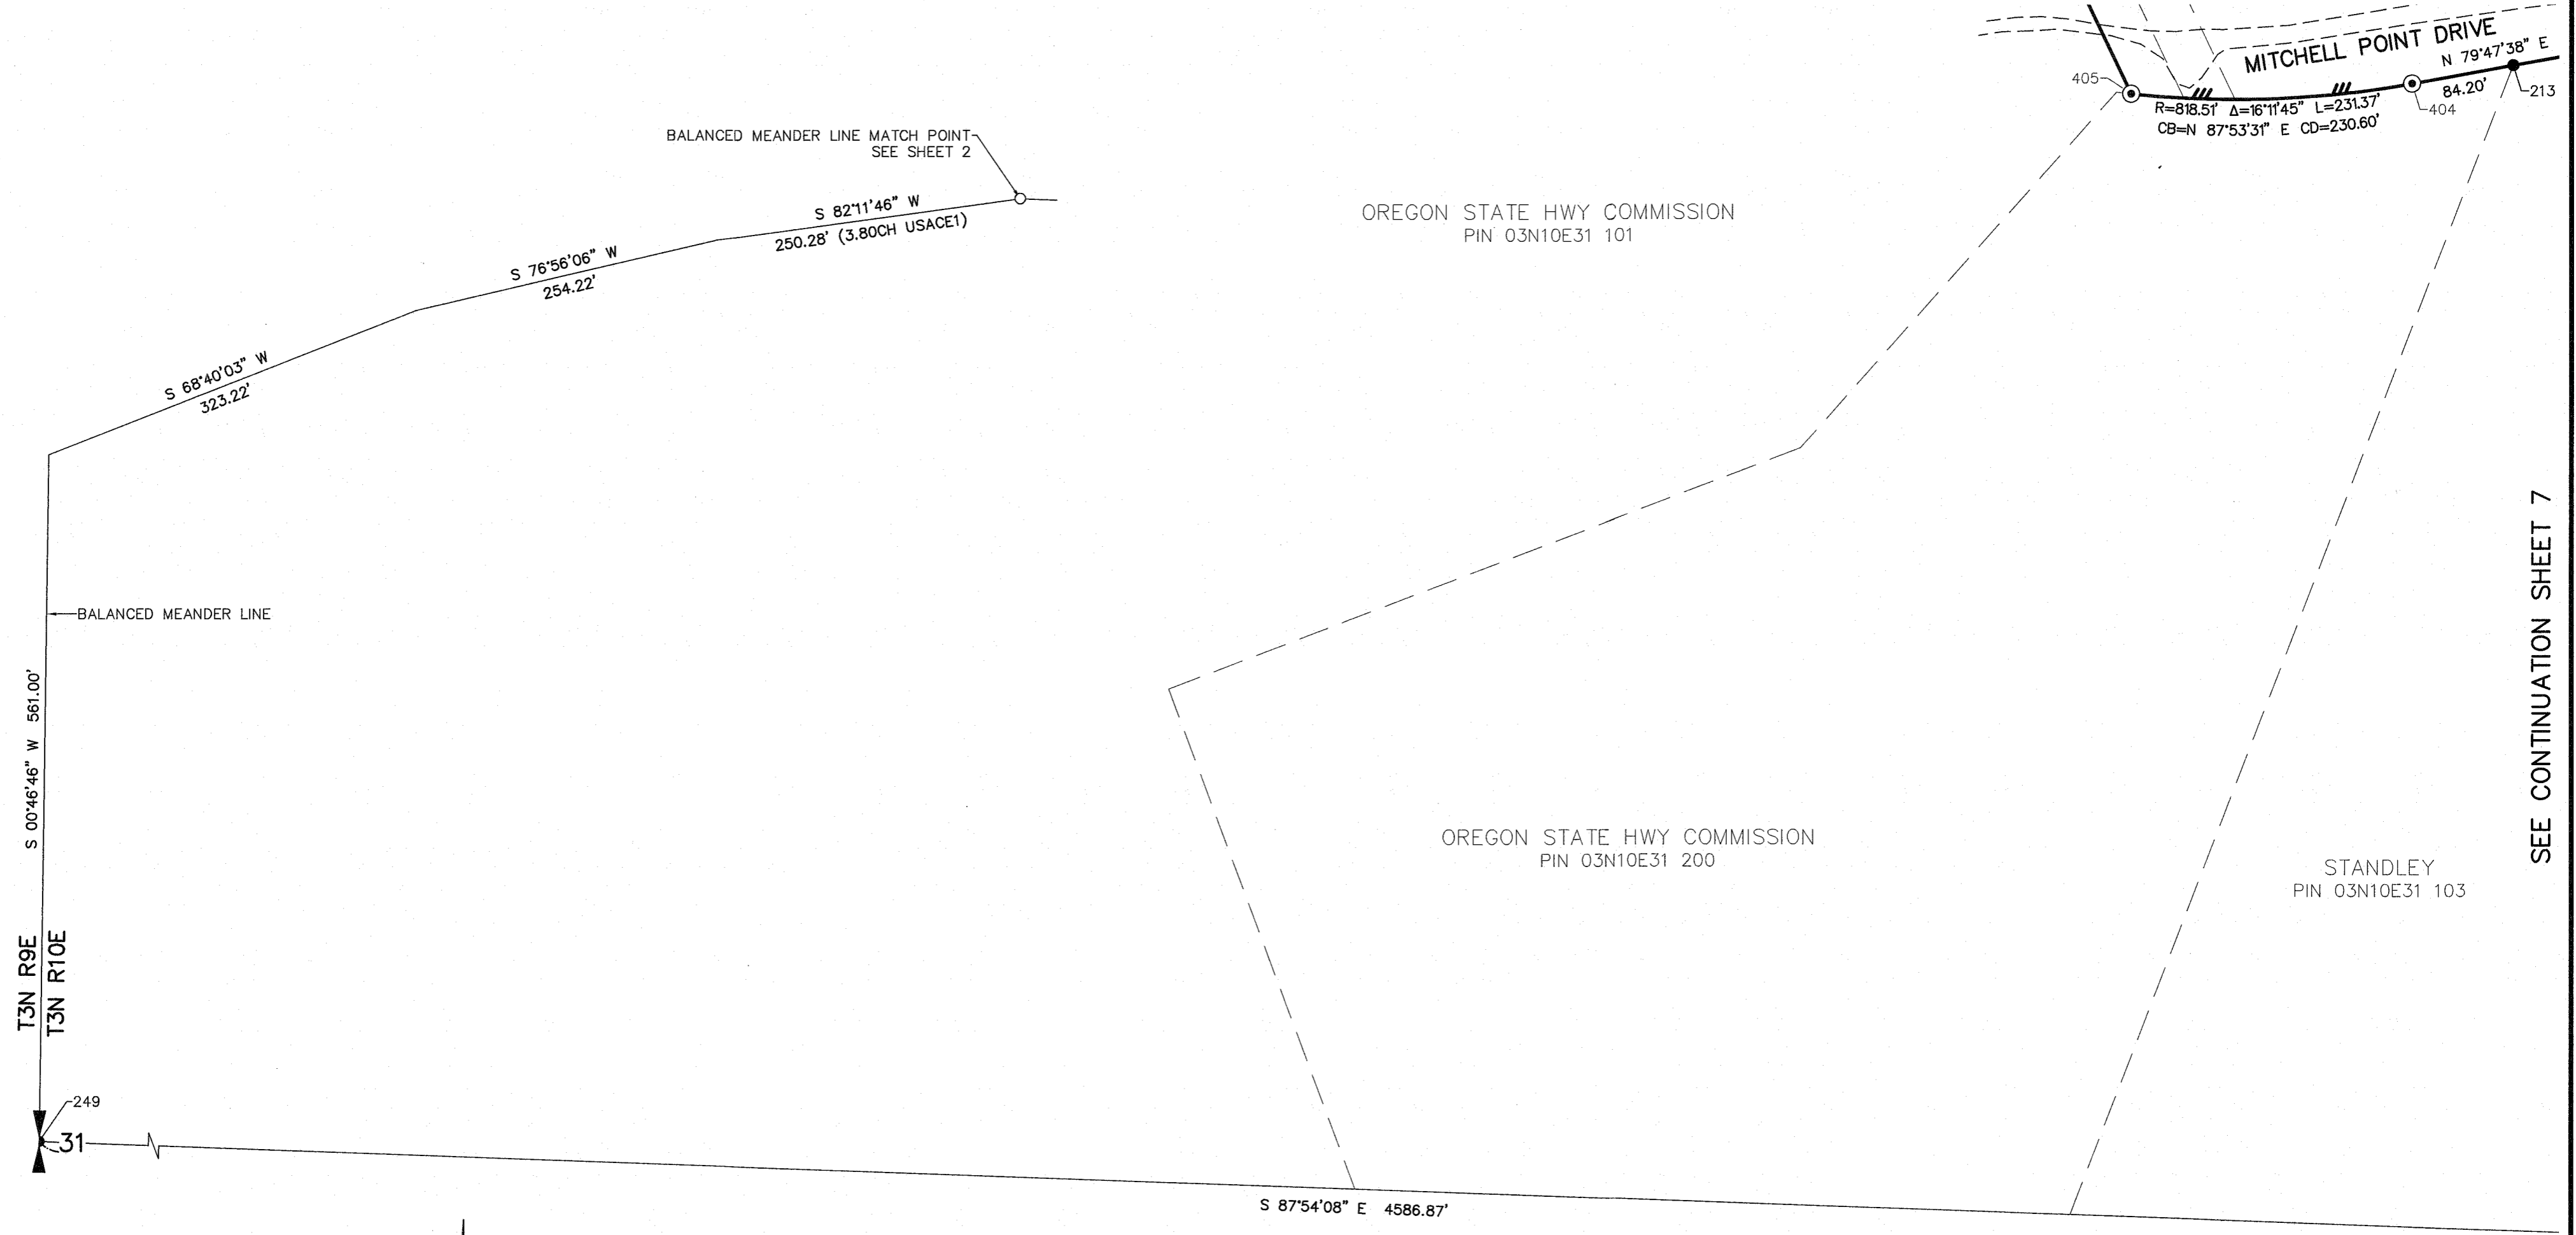 MITCHELL POINT DRIVE
N 79°47'38" E
84.20'
405
404
213
R=818.51' Δ=16°11'45" L=231.37'
CB=N 87°53'31" E CD=230.60'
BALANCED MEANDER LINE MATCH POINT
SEE SHEET 2
S 82°11'46" W
250.28' (3.80CH USACE1)
OREGON STATE HWY COMMISSION
PIN 03N10E31 101
S 76°56'06" W
254.22'
S 68°40'03" W
323.22'
BALANCED MEANDER LINE
S 00°46'46" W 561.00'
SEE CONTINUATION SHEET 7
OREGON STATE HWY COMMISSION
PIN 03N10E31 200
STANDLEY
PIN 03N10E31 103
T3N R9E
T3N R10E
249
31
S 87°54'08" E 4586.87'